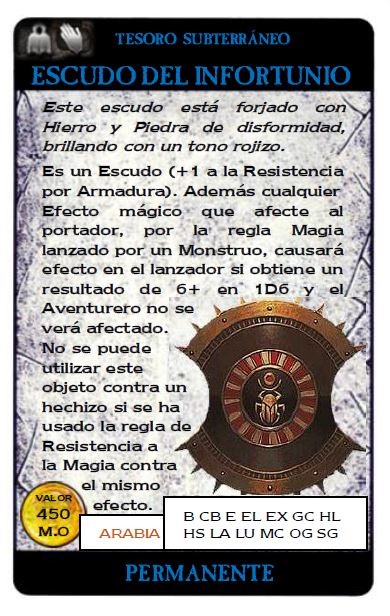 TESORO SUBTERRÁNEO
ESCUDO DEL INFORTUNIO
Este escudo está forjado con
Hierro y Piedra de disformidad,
brillando con un tono rojizo.
Es un Escudo (+1 a la Resistencia
por Armadura). Además cualquier
Efecto mágico que afecte al
portador, por la regla Magia
lanzado por un Monstruo, causará
efecto en el lanzador si obtiene un
resultado de 6+ en 1D6 y el
Aventurero no se
verá afectado.
No se puede
utilizar este
objeto contra un
hechizo si se ha
usado la regla de
Resistencia a
la Magia contra
el mismo
efecto.
VALOR
450
M.O
ARABIA
B CB E EL EX GC HL
HS LA LU MC OG SG
PERMANENTE